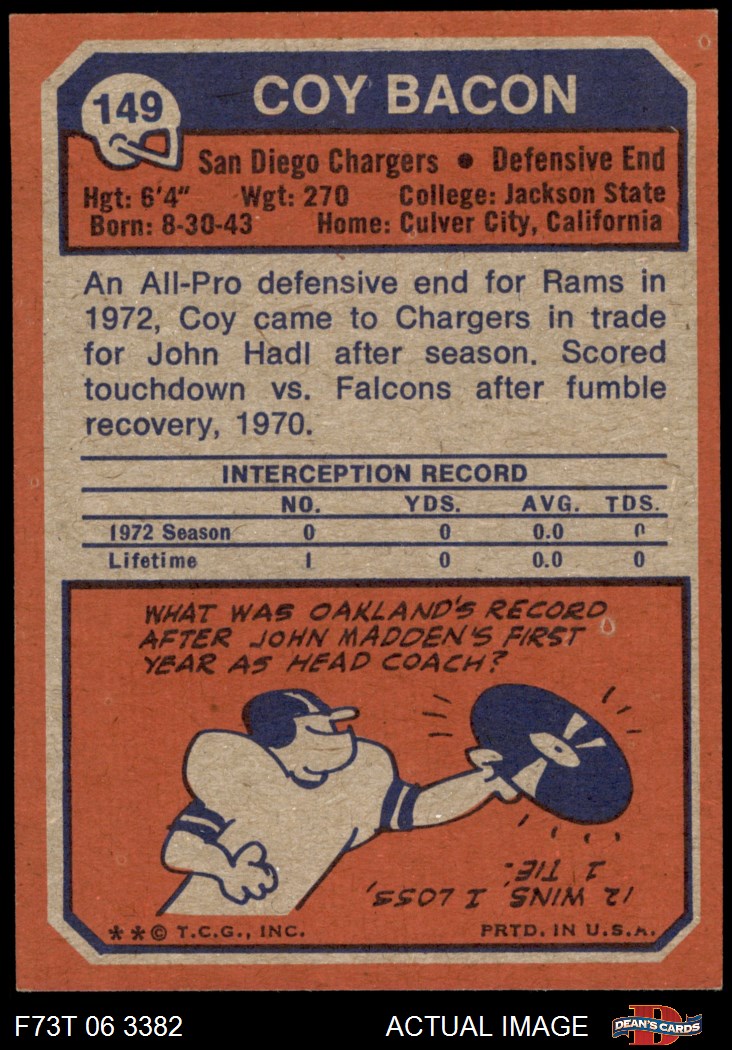 149
COY BACON
San Diego Chargers • Defensive End
Hgt: 6'4" Wgt: 270 College: Jackson State
Born: 8-30-43 Home: Culver City, California
An All-Pro defensive end for Rams in
1972, Coy came to Chargers in trade
for John Hadl after season. Scored
touchdown vs. Falcons after fumble
recovery, 1970.
INTERCEPTION RECORD
NO. YDS. AVG. TDS.
1972 Season 0 0 0.0 0
Lifetime 1 0 0.0 0
WHAT WAS OAKLAND'S RECORD
AFTER JOHN MADDEN'S FIRST
YEAR AS HEAD COACH?
12 WINS, 1 LOSS,
1 TIE.
**© T.C.G., INC. PRTD. IN U.S.A.
F73T 06 3382 ACTUAL IMAGE
D
DEAN'S CARDS